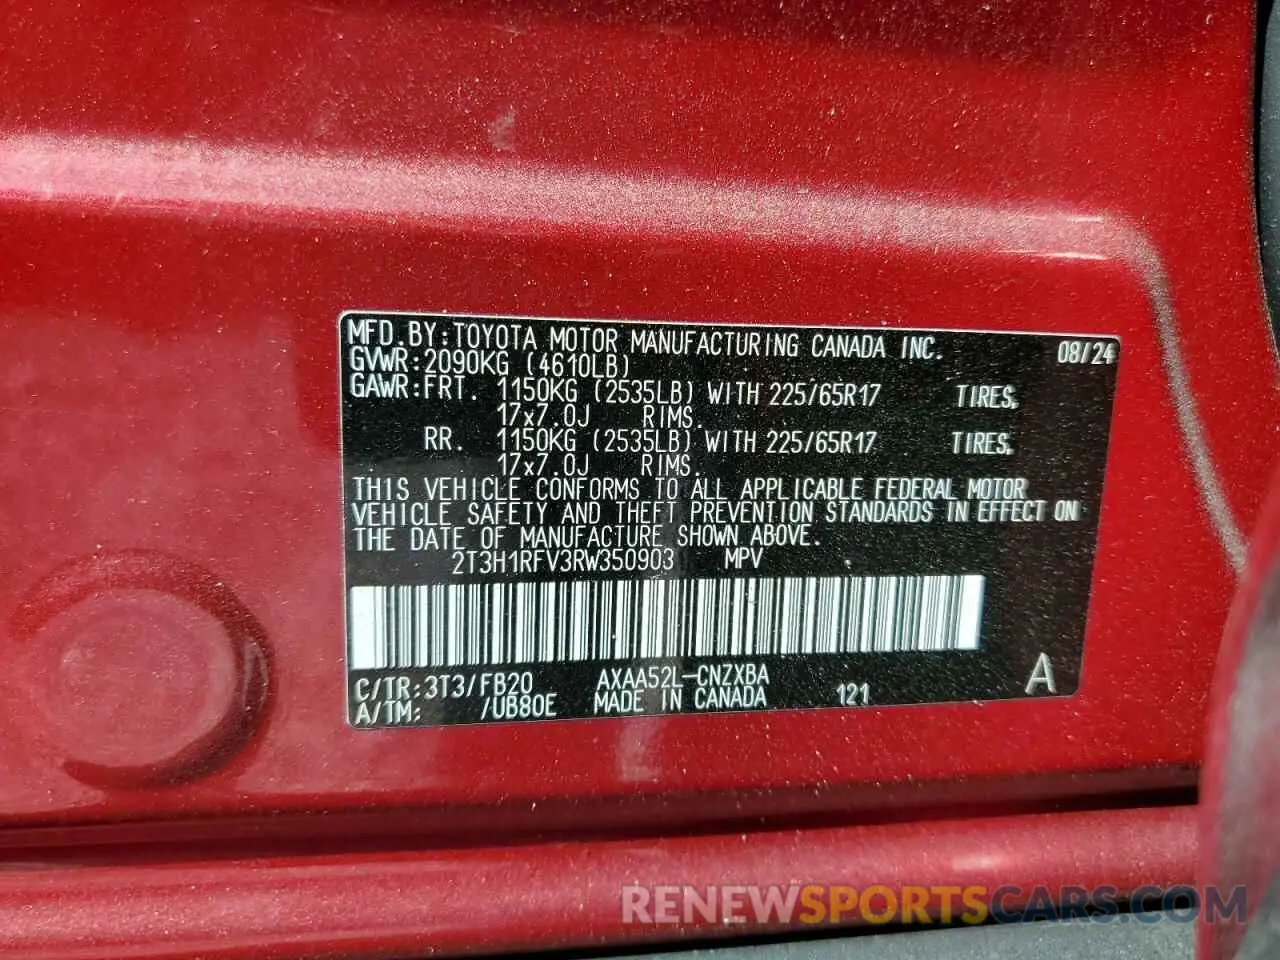 MFD.BY:TOYOTA MOTOR MANUFACTURING CANADA INC. 08/24
GVWR:2090KG (4610LB)
GAWR:FRT. 1150KG (2535LB) WITH 225/65R17 TIRES,
17x7.0J RIMS.
RR. 1150KG (2535LB) WITH 225/65R17 TIRES,
17x7.0J RIMS.
THIS VEHICLE CONFORMS TO ALL APPLICABLE FEDERAL MOTOR
VEHICLE SAFETY AND THEFT PREVENTION STANDARDS IN EFFECT ON
THE DATE OF MANUFACTURE SHOWN ABOVE.
2T3H1RFV3RW350903 MPV
C/TR:3T3/FB20 AXAA52L-CNZXBA
A/TM: /UB80E MADE IN CANADA 121 A
RENEWSPORTSCARS.COM